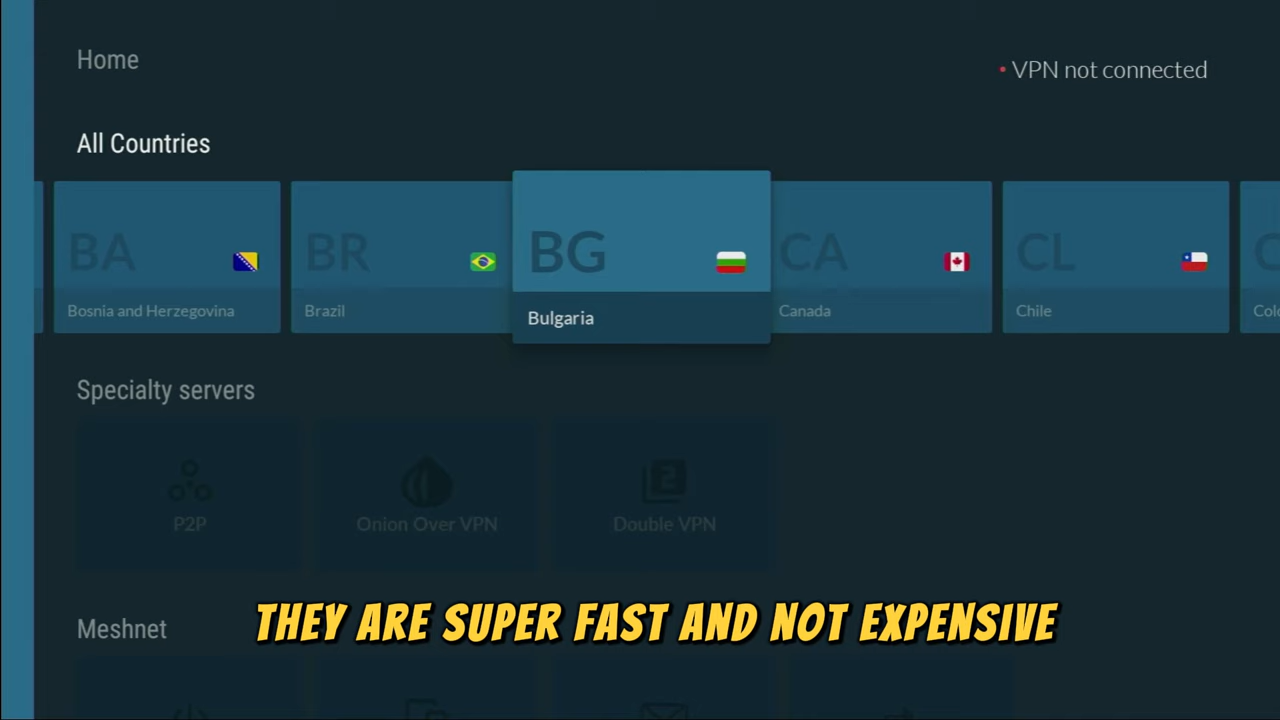 Home
VPN not connected
All Countries
BA
Bosnia and Herzegovina
BR
Brazil
BG
Bulgaria
CA
Canada
CL
Chile
Specialty servers
P2P
Onion Over VPN
2
Double VPN
Meshnet
THEY ARE SUPER FAST AND NOT EXPENSIVE